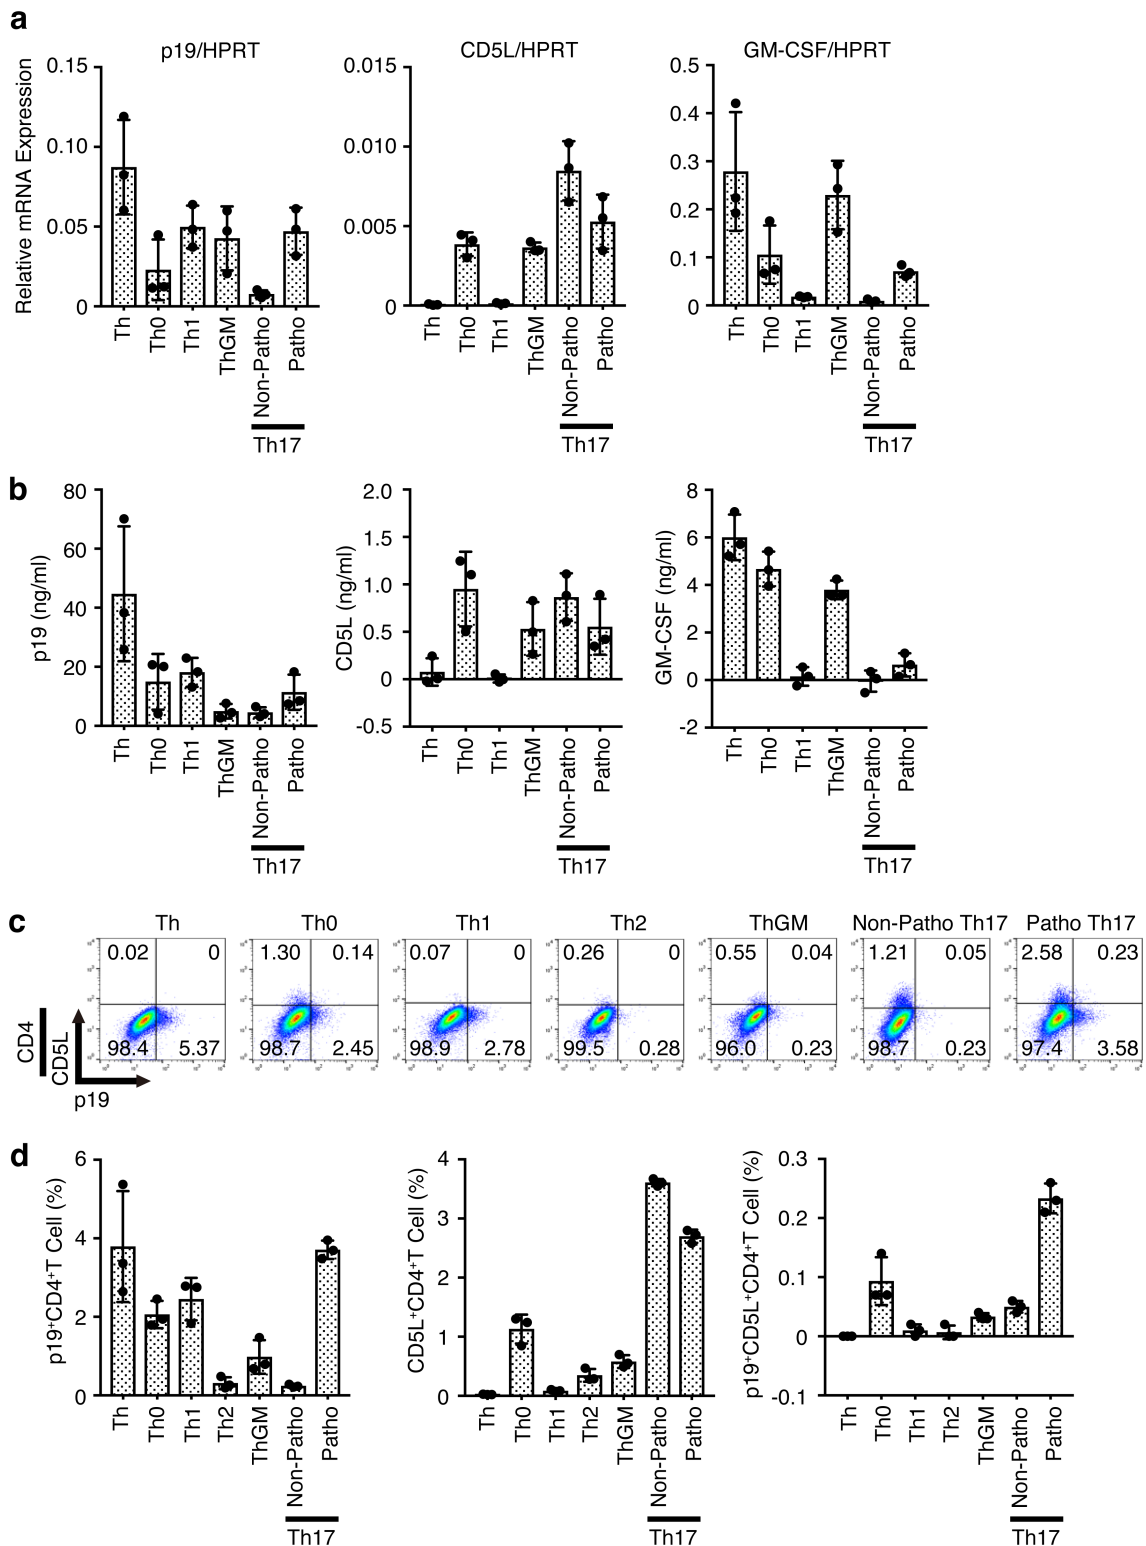 a
p19/HPRT
CD5L/HPRT
GM-CSF/HPRT
Relative mRNA Expression
0.15
0.10
0.05
0
Th
Th0
Th1
ThGM
Non-Patho
Patho
Th17
0.015
0.010
0.005
0
Th
Th0
Th1
ThGM
Non-Patho
Patho
Th17
0.5
0.4
0.3
0.2
0.1
0
Th
Th0
Th1
ThGM
Non-Patho
Patho
Th17
b
p19 (ng/ml)
80
60
40
20
0
Th
Th0
Th1
ThGM
Non-Patho
Patho
Th17
CD5L (ng/ml)
2.0
1.5
1.0
0.5
0
-0.5
Th
Th0
Th1
ThGM
Non-Patho
Patho
Th17
GM-CSF (ng/ml)
8
6
4
2
0
-2
Th
Th0
Th1
ThGM
Non-Patho
Patho
Th17
c
Th
Th0
Th1
Th2
ThGM
Non-Patho Th17
Patho Th17
0.02 0
1.30 0.14
0.07 0
0.26 0
0.55 0.04
1.21 0.05
2.58 0.23
98.4 5.37
98.7 2.45
98.9 2.78
99.5 0.28
96.0 0.23
98.7 0.23
97.4 3.58
CD4
CD5L
p19
d
p19⁺CD4⁺T Cell (%)
6
4
2
0
Th
Th0
Th1
Th2
ThGM
Non-Patho
Patho
Th17
CD5L⁺CD4⁺T Cell (%)
4
3
2
1
0
Th
Th0
Th1
Th2
ThGM
Non-Patho
Patho
Th17
p19⁺CD5L⁺CD4⁺T Cell (%)
0.3
0.2
0.1
0
-0.1
Th
Th0
Th1
Th2
ThGM
Non-Patho
Patho
Th17